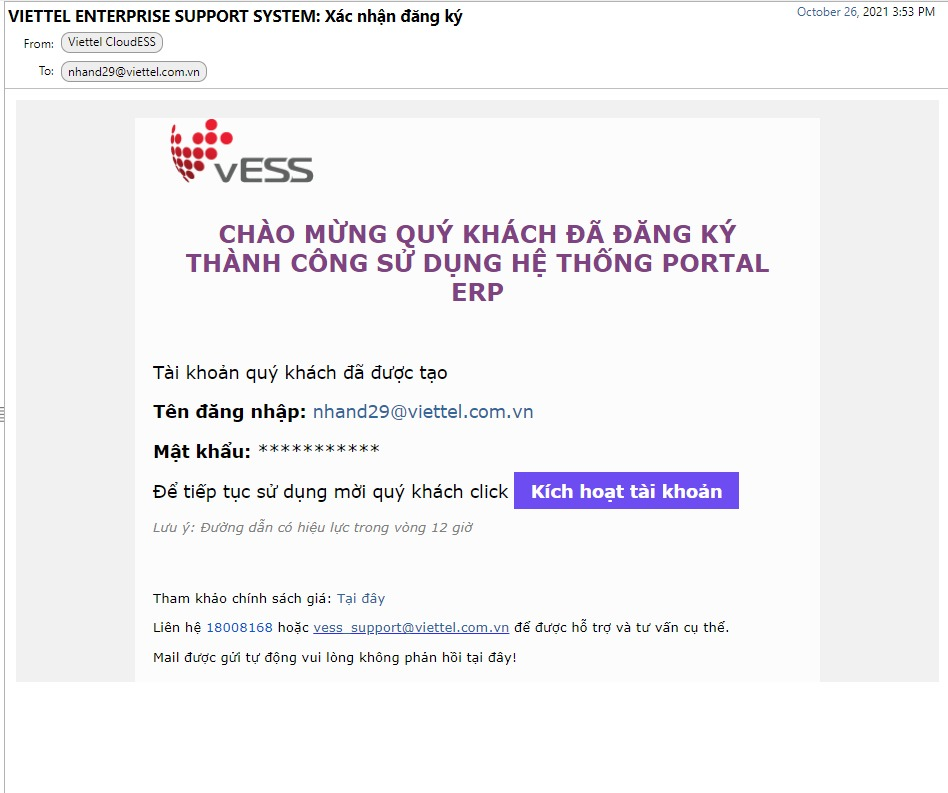 VIETTEL ENTERPRISE SUPPORT SYSTEM: Xác nhận đăng ký
October 26, 2021 3:53 PM
From: Viettel CloudESS
To: nhand29@viettel.com.vn
vESS
CHÀO MỪNG QUÝ KHÁCH ĐÃ ĐĂNG KÝ
THÀNH CÔNG SỬ DỤNG HỆ THỐNG PORTAL
ERP
Tài khoản quý khách đã được tạo
Tên đăng nhập: nhand29@viettel.com.vn
Mật khẩu: ***********
Để tiếp tục sử dụng mời quý khách click Kích hoạt tài khoản
Lưu ý: Đường dẫn có hiệu lực trong vòng 12 giờ
Tham khảo chính sách giá: Tại đây
Liên hệ 18008168 hoặc vess_support@viettel.com.vn để được hỗ trợ và tư vấn cụ thể.
Mail được gửi tự động vui lòng không phản hồi tại đây!